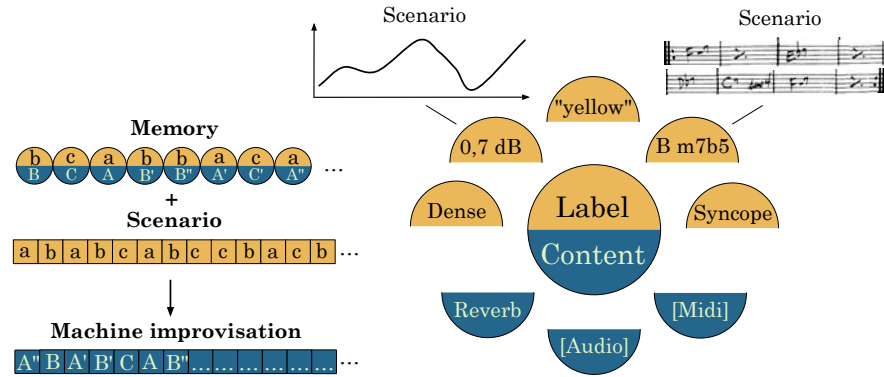 Scenario
Scenario
"yellow"
0,7 dB
B m7b5
Dense
Label
Syncope
Content
Reverb
[Midi]
[Audio]
Memory
b c a b b a c a
B C A B' B" A' C' A" ...
+
Scenario
a b a b c a b c c b a c b ...
Machine improvisation
A" B A' B' C A B" ... ... ... ... ... ... ...